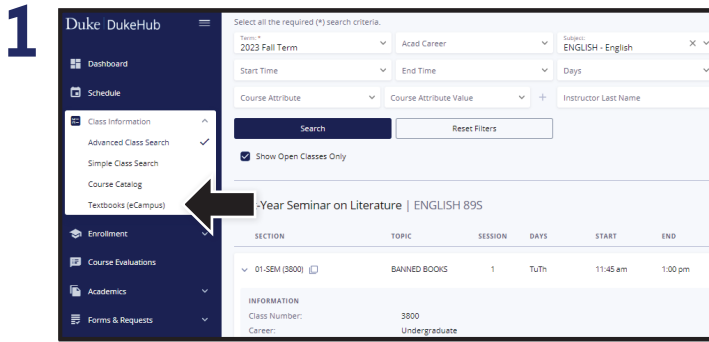 1
Duke DukeHub
Dashboard
Schedule
Class Information
Advanced Class Search
Simple Class Search
Course Catalog
Textbooks (eCampus)
Enrollment
Course Evaluations
Academics
Forms & Requests
Select all the required (*) search criteria.
Term: *
2023 Fall Term
Acad Career
Subject:
ENGLISH - English
Start Time
End Time
Days
Course Attribute
Course Attribute Value
Instructor Last Name
Search
Reset Filters
Show Open Classes Only
-Year Seminar on Literature | ENGLISH 89S
SECTION TOPIC SESSION DAYS START END
01-SEM (3800) BANNED BOOKS 1 TuTh 11:45 am 1:00 pm
INFORMATION
Class Number: 3800
Career: Undergraduate